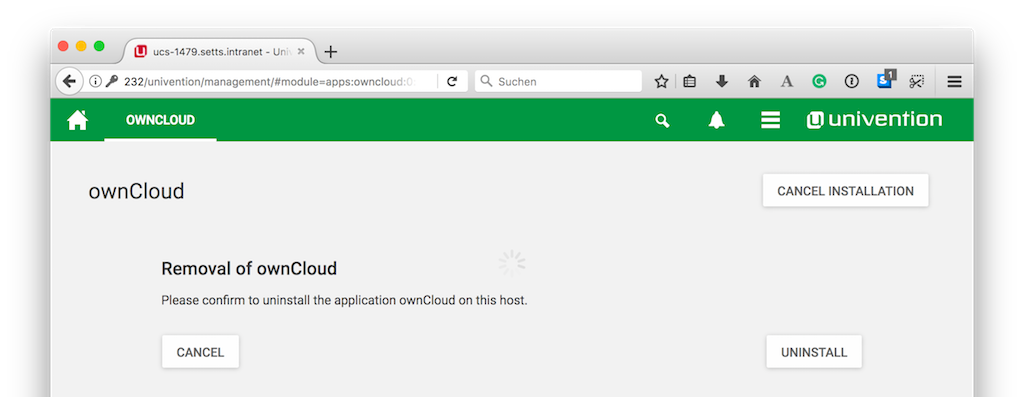 ucs-1479.setts.intranet - Uni
232/univention/management/#module=apps:owncloud:0
Suchen
1
OWNCLOUD
univention
ownCloud
CANCEL INSTALLATION
Removal of ownCloud
Please confirm to uninstall the application ownCloud on this host.
CANCEL
UNINSTALL